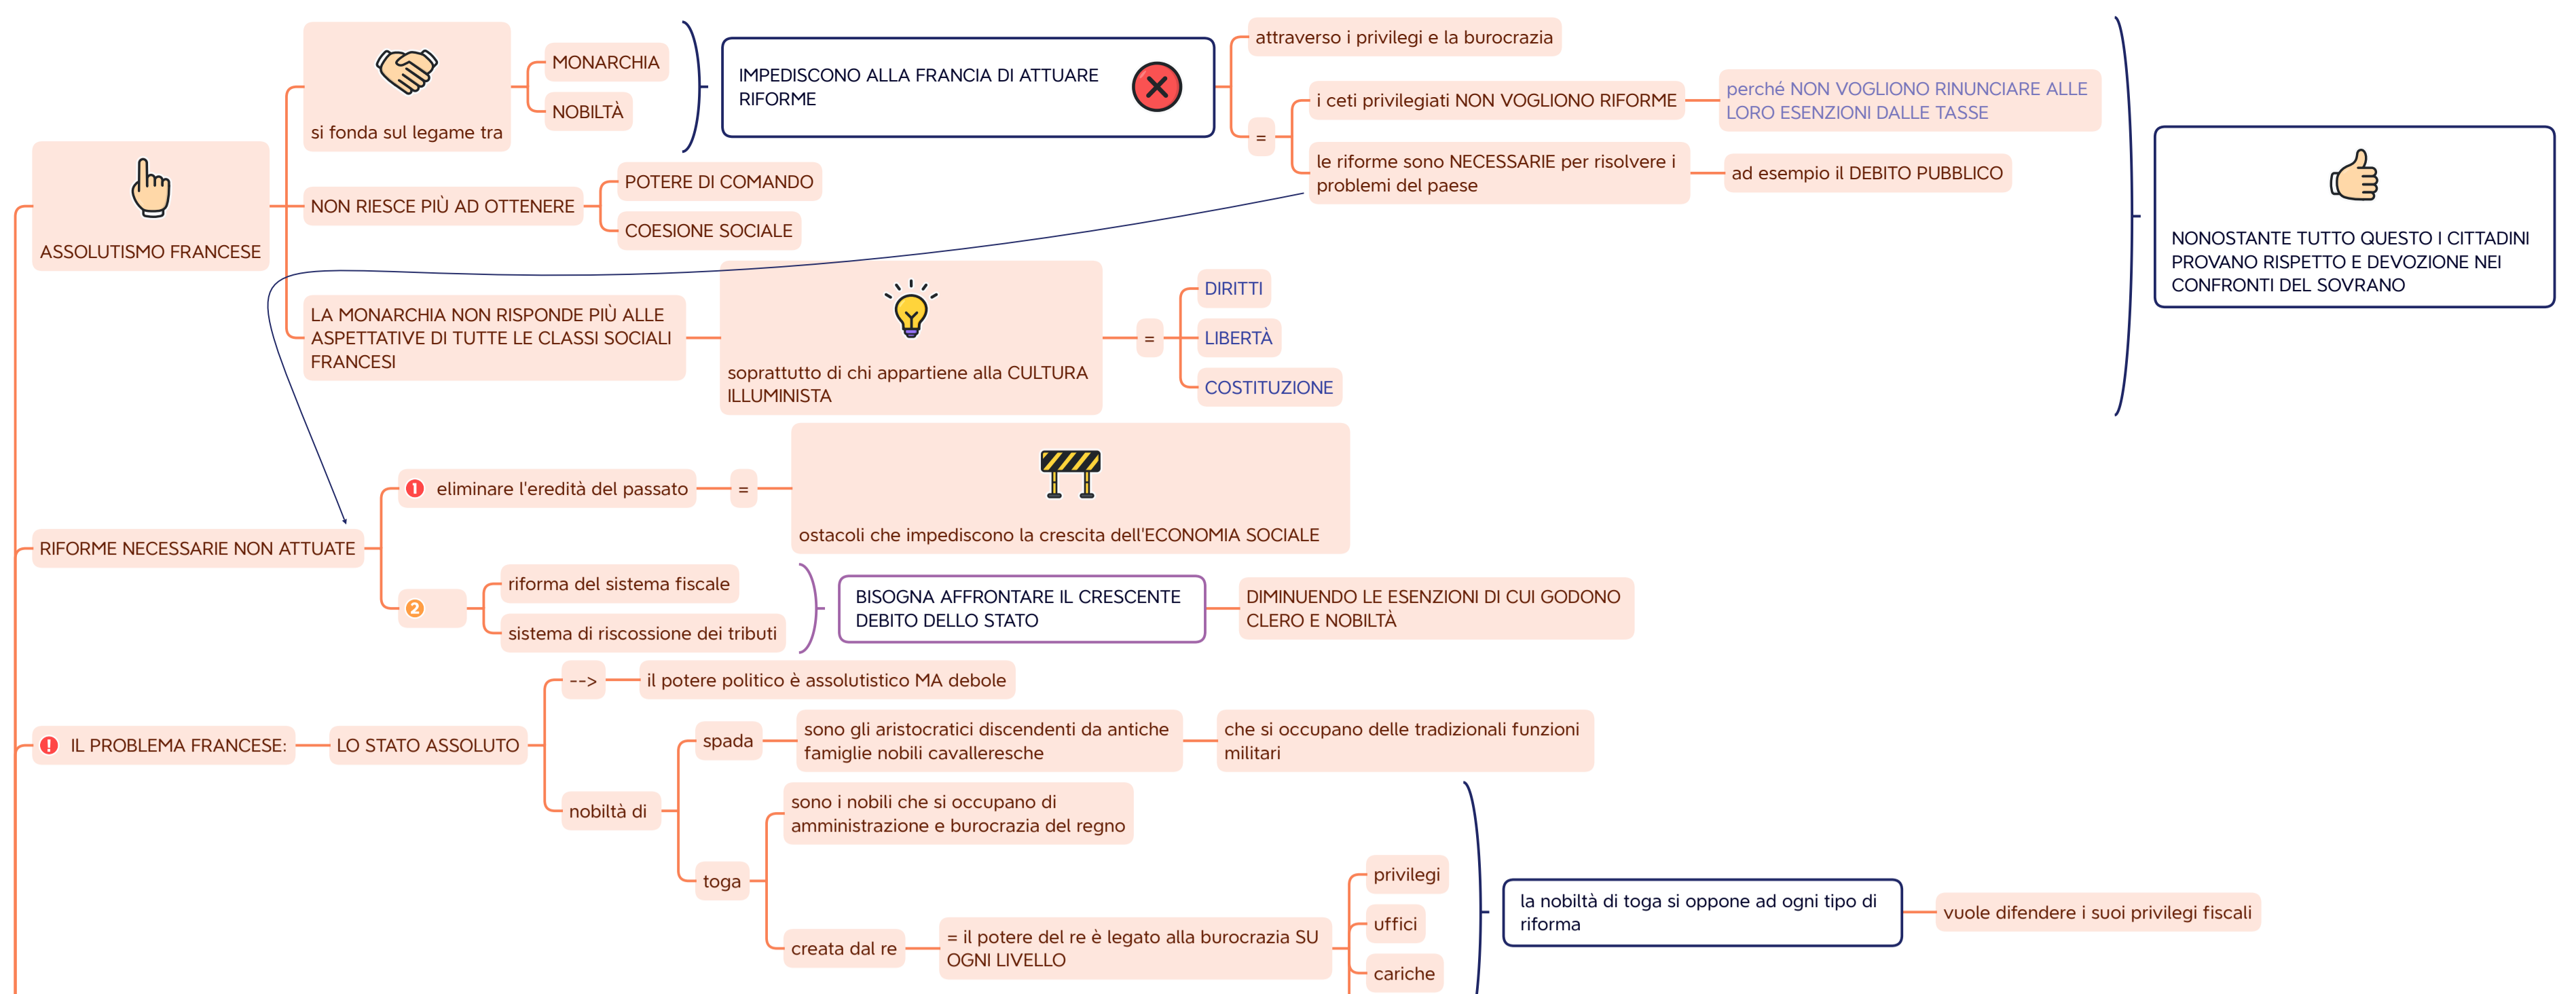 si fonda sul legame tra
MONARCHIA
NOBILTÀ
IMPEDISCONO ALLA FRANCIA DI ATTUARE
RIFORME
attraverso i privilegi e la burocrazia
=
i ceti privilegiati NON VOGLIONO RIFORME
perché NON VOGLIONO RINUNCIARE ALLE
LORO ESENZIONI DALLE TASSE
le riforme sono NECESSARIE per risolvere i
problemi del paese
ad esempio il DEBITO PUBBLICO
ASSOLUTISMO FRANCESE
NON RIESCE PIÙ AD OTTENERE
POTERE DI COMANDO
COESIONE SOCIALE
NONOSTANTE TUTTO QUESTO I CITTADINI
PROVANO RISPETTO E DEVOZIONE NEI
CONFRONTI DEL SOVRANO
LA MONARCHIA NON RISPONDE PIÙ ALLE
ASPETTATIVE DI TUTTE LE CLASSI SOCIALI
FRANCESI
soprattutto di chi appartiene alla CULTURA
ILLUMINISTA
=
DIRITTI
LIBERTÀ
COSTITUZIONE
RIFORME NECESSARIE NON ATTUATE
1 eliminare l'eredità del passato
=
ostacoli che impediscono la crescita dell'ECONOMIA SOCIALE
2
riforma del sistema fiscale
sistema di riscossione dei tributi
BISOGNA AFFRONTARE IL CRESCENTE
DEBITO DELLO STATO
DIMINUENDO LE ESENZIONI DI CUI GODONO
CLERO E NOBILTÀ
! IL PROBLEMA FRANCESE:
LO STATO ASSOLUTO
-->
il potere politico è assolutistico MA debole
nobiltà di
spada
sono gli aristocratici discendenti da antiche
famiglie nobili cavalleresche
che si occupano delle tradizionali funzioni
militari
toga
sono i nobili che si occupano di
amministrazione e burocrazia del regno
creata dal re
= il potere del re è legato alla burocrazia SU
OGNI LIVELLO
privilegi
uffici
cariche
la nobiltà di toga si oppone ad ogni tipo di
riforma
vuole difendere i suoi privilegi fiscali